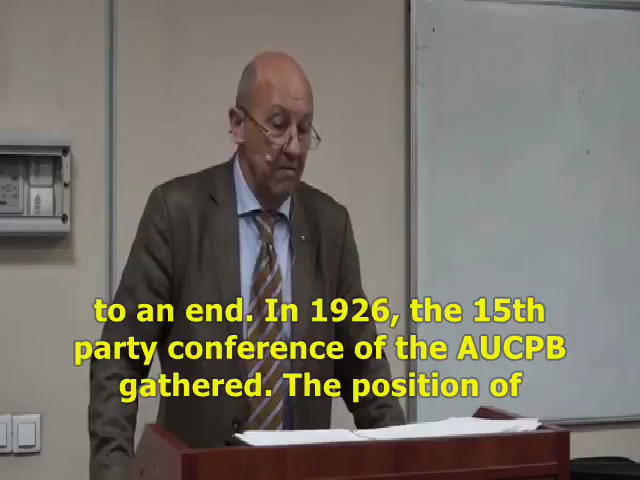 to an end. In 1926, the 15th
party conference of the AUCPB
gathered. The position of